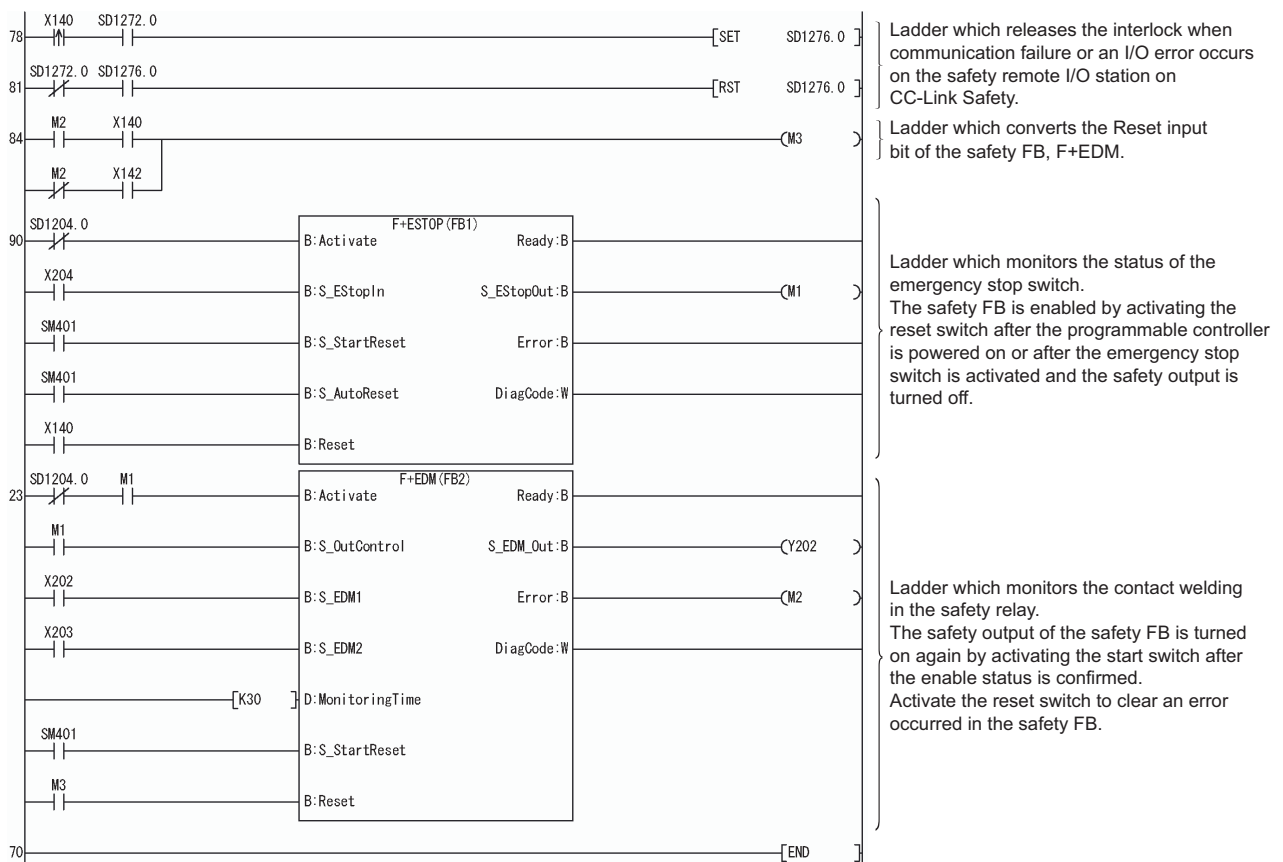 X140 SD1272.0
78 [SET SD1276.0 ]
Ladder which releases the interlock when
communication failure or an I/O error occurs
on the safety remote I/O station on
CC-Link Safety.
SD1272.0 SD1276.0
81 [RST SD1276.0 ]
M2 X140
84 (M3 )
Ladder which converts the Reset input
bit of the safety FB, F+EDM.
M2 X142
SD1204.0
90
F+ESTOP(FB1)
B:Activate Ready:B
X204
B:S_EStopIn S_EStopOut:B (M1 )
SM401
B:S_StartReset Error:B
SM401
B:S_AutoReset DiagCode:W
X140
B:Reset
Ladder which monitors the status of the
emergency stop switch.
The safety FB is enabled by activating the
reset switch after the programmable controller
is powered on or after the emergency stop
switch is activated and the safety output is
turned off.
SD1204.0 M1
23
F+EDM(FB2)
B:Activate Ready:B
M1
B:S_OutControl S_EDM_Out:B (Y202 )
X202
B:S_EDM1 Error:B (M2 )
X203
B:S_EDM2 DiagCode:W
[K30 ] D:MonitoringTime
SM401
B:S_StartReset
M3
B:Reset
Ladder which monitors the contact welding
in the safety relay.
The safety output of the safety FB is turned
on again by activating the start switch after
the enable status is confirmed.
Activate the reset switch to clear an error
occurred in the safety FB.
70 [END ]